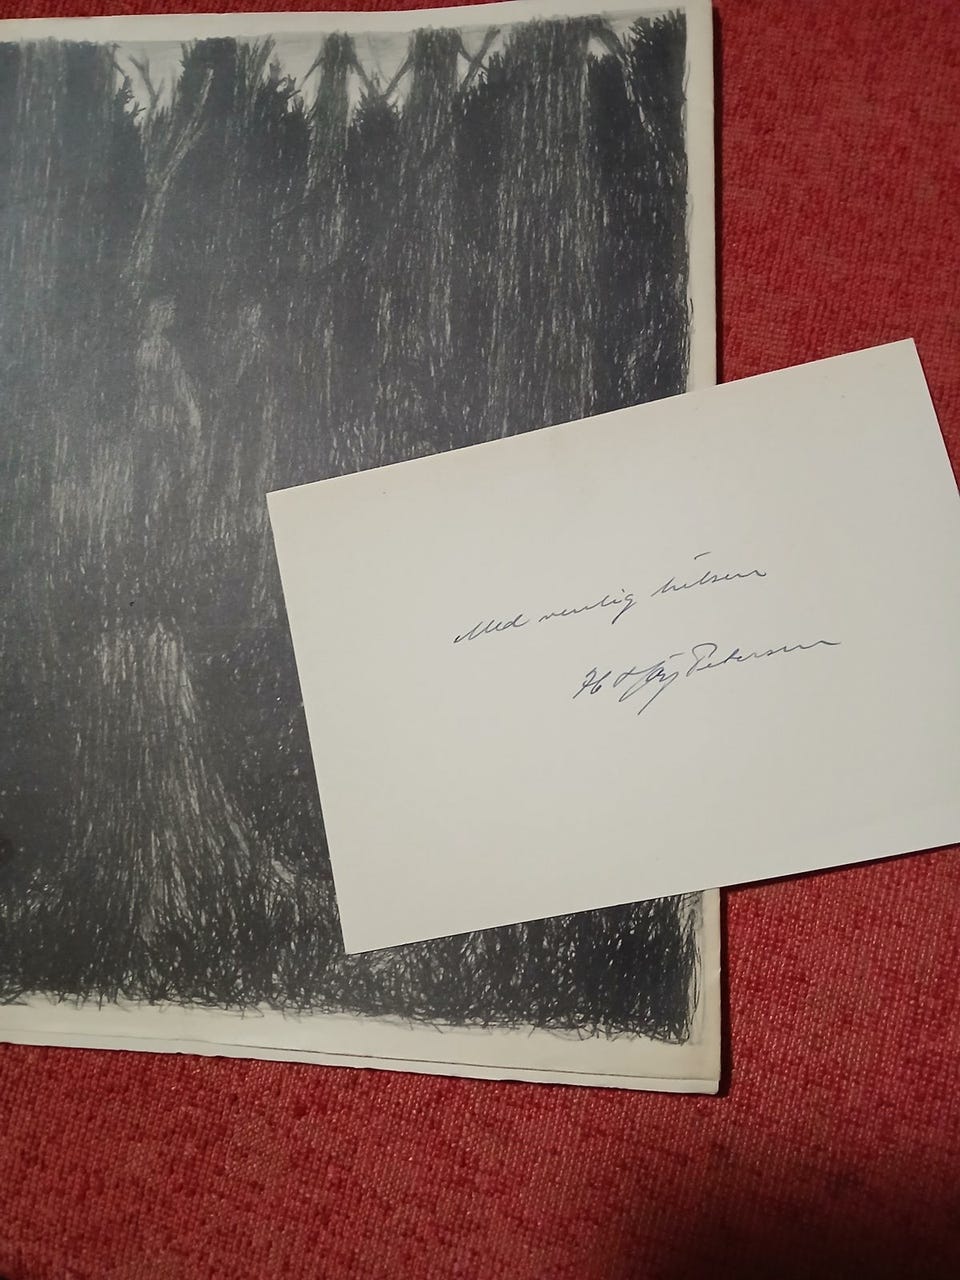 Med venlig hilsen
H Petersen